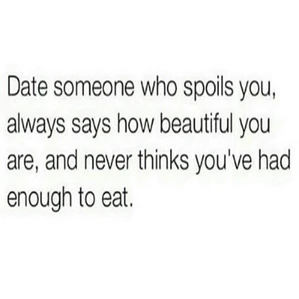 Date someone who spoils you,
always says how beautiful you
are, and never thinks you've had
enough to eat.